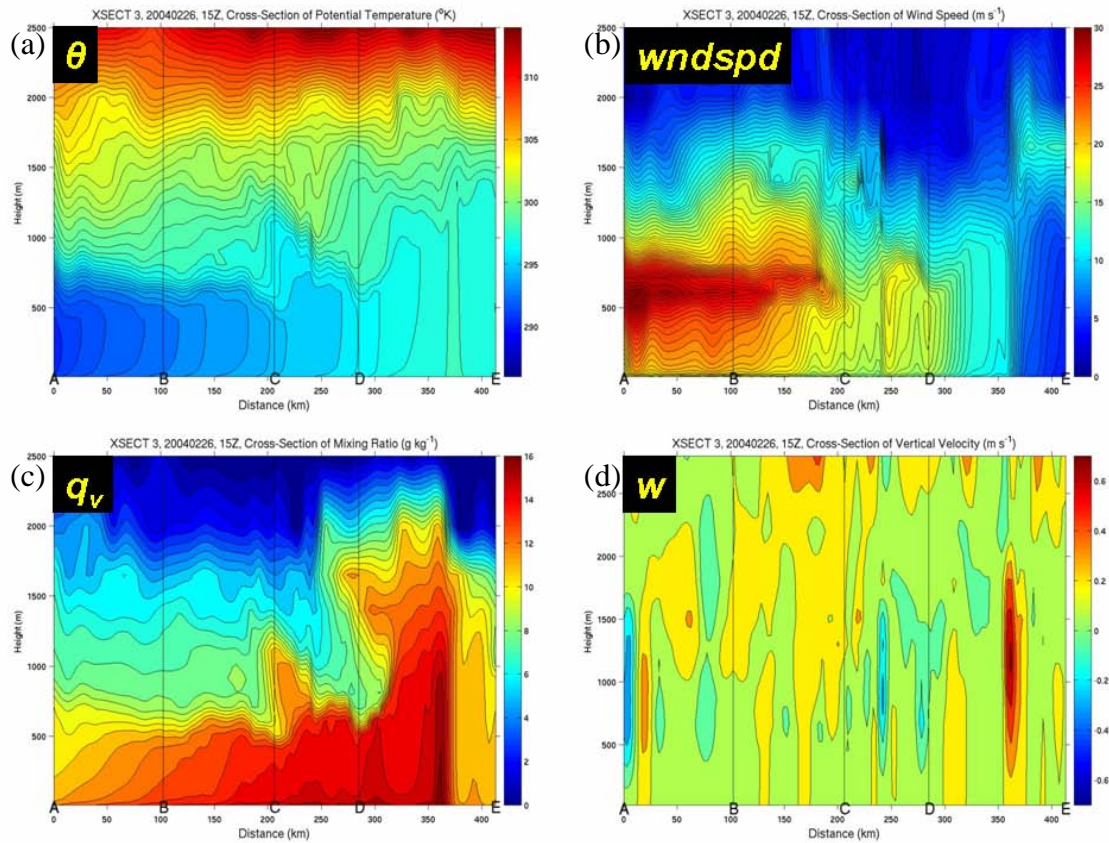 XSECT 3, 20040226, 15Z, Cross-Section of Potential Temperature (°K)
(a)
θ
Height (m)
2500
2000
1500
1000
500
0
50
100
150
200
250
300
350
400
A
B
C
D
E
Distance (km)
310
305
300
295
290
XSECT 3, 20040226, 15Z, Cross-Section of Wind Speed (m s⁻¹)
(b)
wndspd
Height (m)
2500
2000
1500
1000
500
0
50
100
150
200
250
300
350
400
A
B
C
D
E
Distance (km)
30
25
20
15
10
5
0
XSECT 3, 20040226, 15Z, Cross-Section of Mixing Ratio (g kg⁻¹)
(c)
qᵥ
Height (m)
2500
2000
1500
1000
500
0
50
100
150
200
250
300
350
400
A
B
C
D
E
Distance (km)
16
14
12
10
8
6
4
2
0
XSECT 3, 20040226, 15Z, Cross-Section of Vertical Velocity (m s⁻¹)
(d)
w
Height (m)
2500
2000
1500
1000
500
0
50
100
150
200
250
300
350
400
A
B
C
D
E
Distance (km)
0.6
0.4
0.2
0
-0.2
-0.4
-0.6